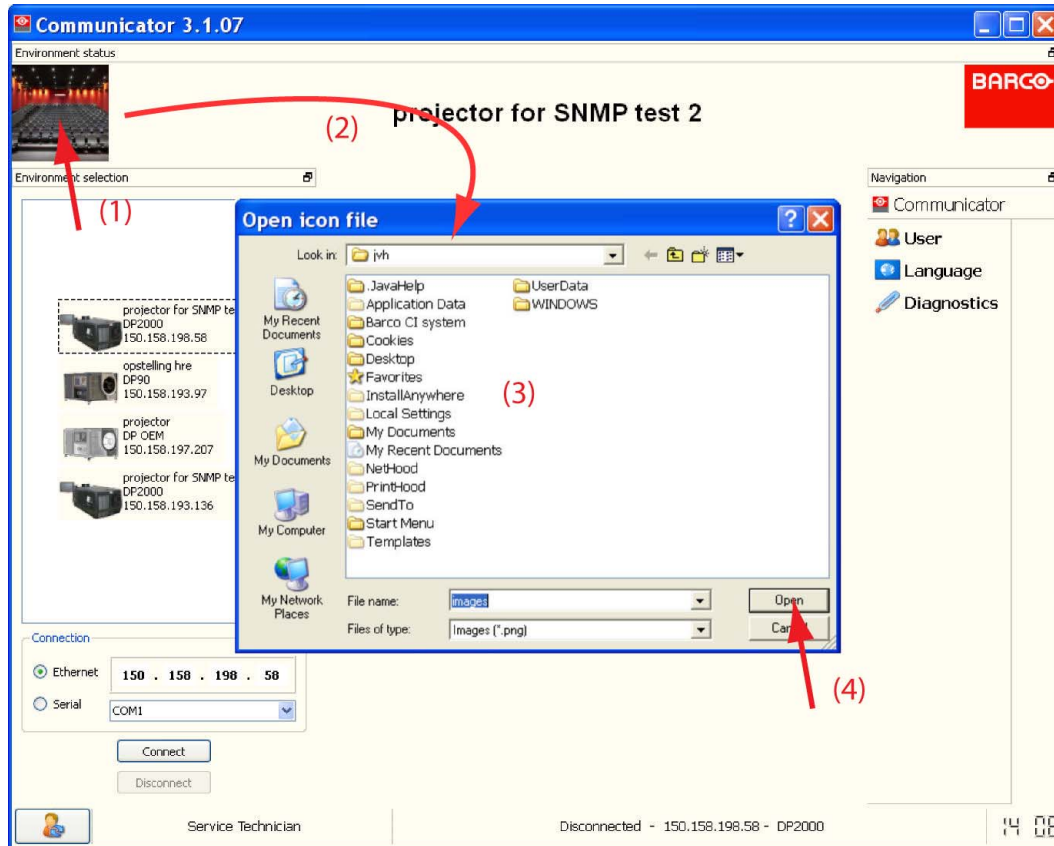 Communicator 3.1.07
Environment status
BARCO
projector for SNMP test 2
(2)
Environment selection
Navigation
(1)
Communicator
User
Language
Diagnostics
projector for SNMP te
DP2000
150.158.198.58
opstelling hre
DP90
150.158.193.97
projector
DP OEM
150.158.197.207
projector for SNMP te
DP2000
150.158.193.136
Open icon file
Look in:
jvh
My Recent Documents
Desktop
My Documents
My Computer
My Network Places
.JavaHelp
Application Data
Barco CI system
Cookies
Desktop
Favorites
InstallAnywhere
Local Settings
My Documents
My Recent Documents
NetHood
PrintHood
SendTo
Start Menu
Templates
UserData
WINDOWS
(3)
File name:
images
Open
Files of type:
Images (*.png)
(4)
Connection
Ethernet
150 . 158 . 198 . 58
Serial
COM1
Connect
Disconnect
Service Technician
Disconnected - 150.158.198.58 - DP2000
14